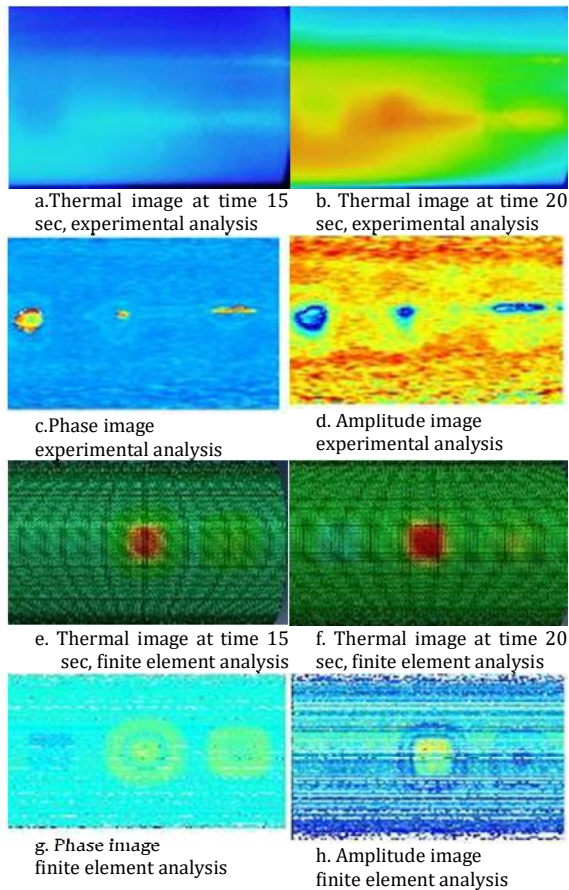 a.Thermal image at time 15
sec, experimental analysis
b. Thermal image at time 20
sec, experimental analysis
c.Phase image
experimental analysis
d. Amplitude image
experimental analysis
e. Thermal image at time 15
sec, finite element analysis
f. Thermal image at time 20
sec, finite element analysis
g. Phase image
finite element analysis
h. Amplitude image
finite element analysis